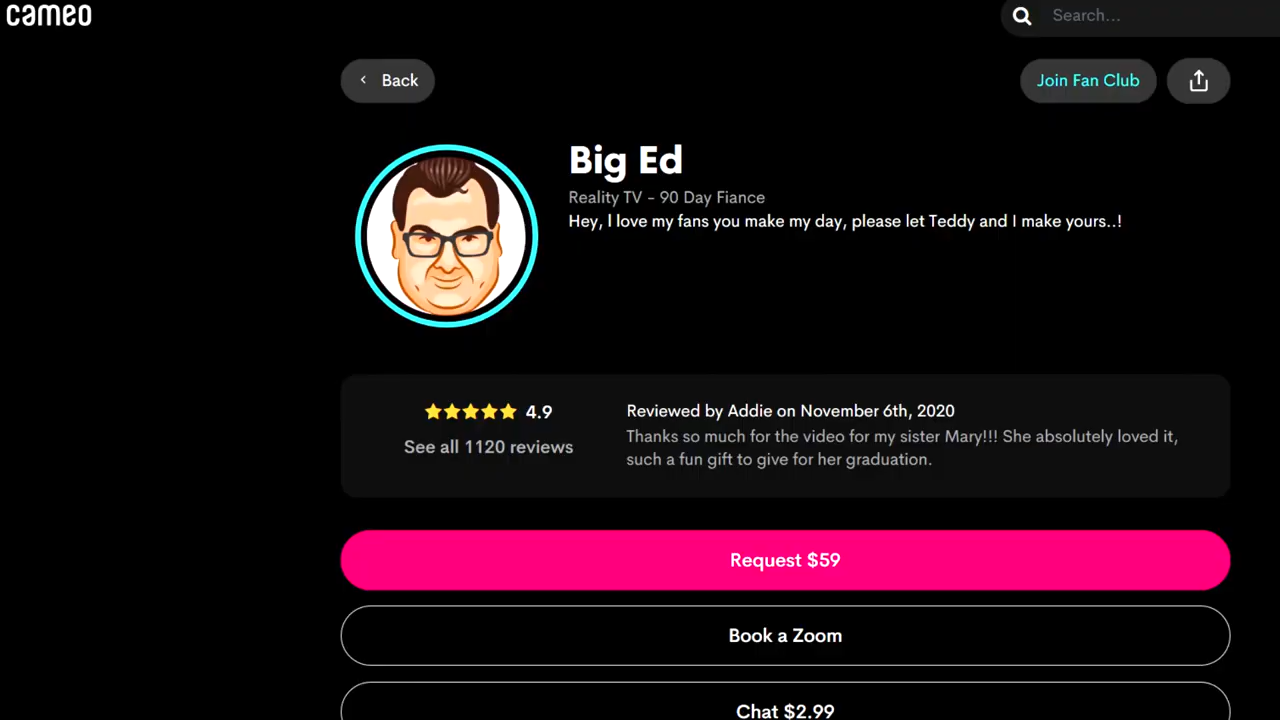 cameo
Search...
Back
Join Fan Club
Big Ed
Reality TV - 90 Day Fiance
Hey, I love my fans you make my day, please let Teddy and I make yours..!
4.9
See all 1120 reviews
Reviewed by Addie on November 6th, 2020
Thanks so much for the video for my sister Mary!!! She absolutely loved it,
such a fun gift to give for her graduation.
Request $59
Book a Zoom
Chat $2.99